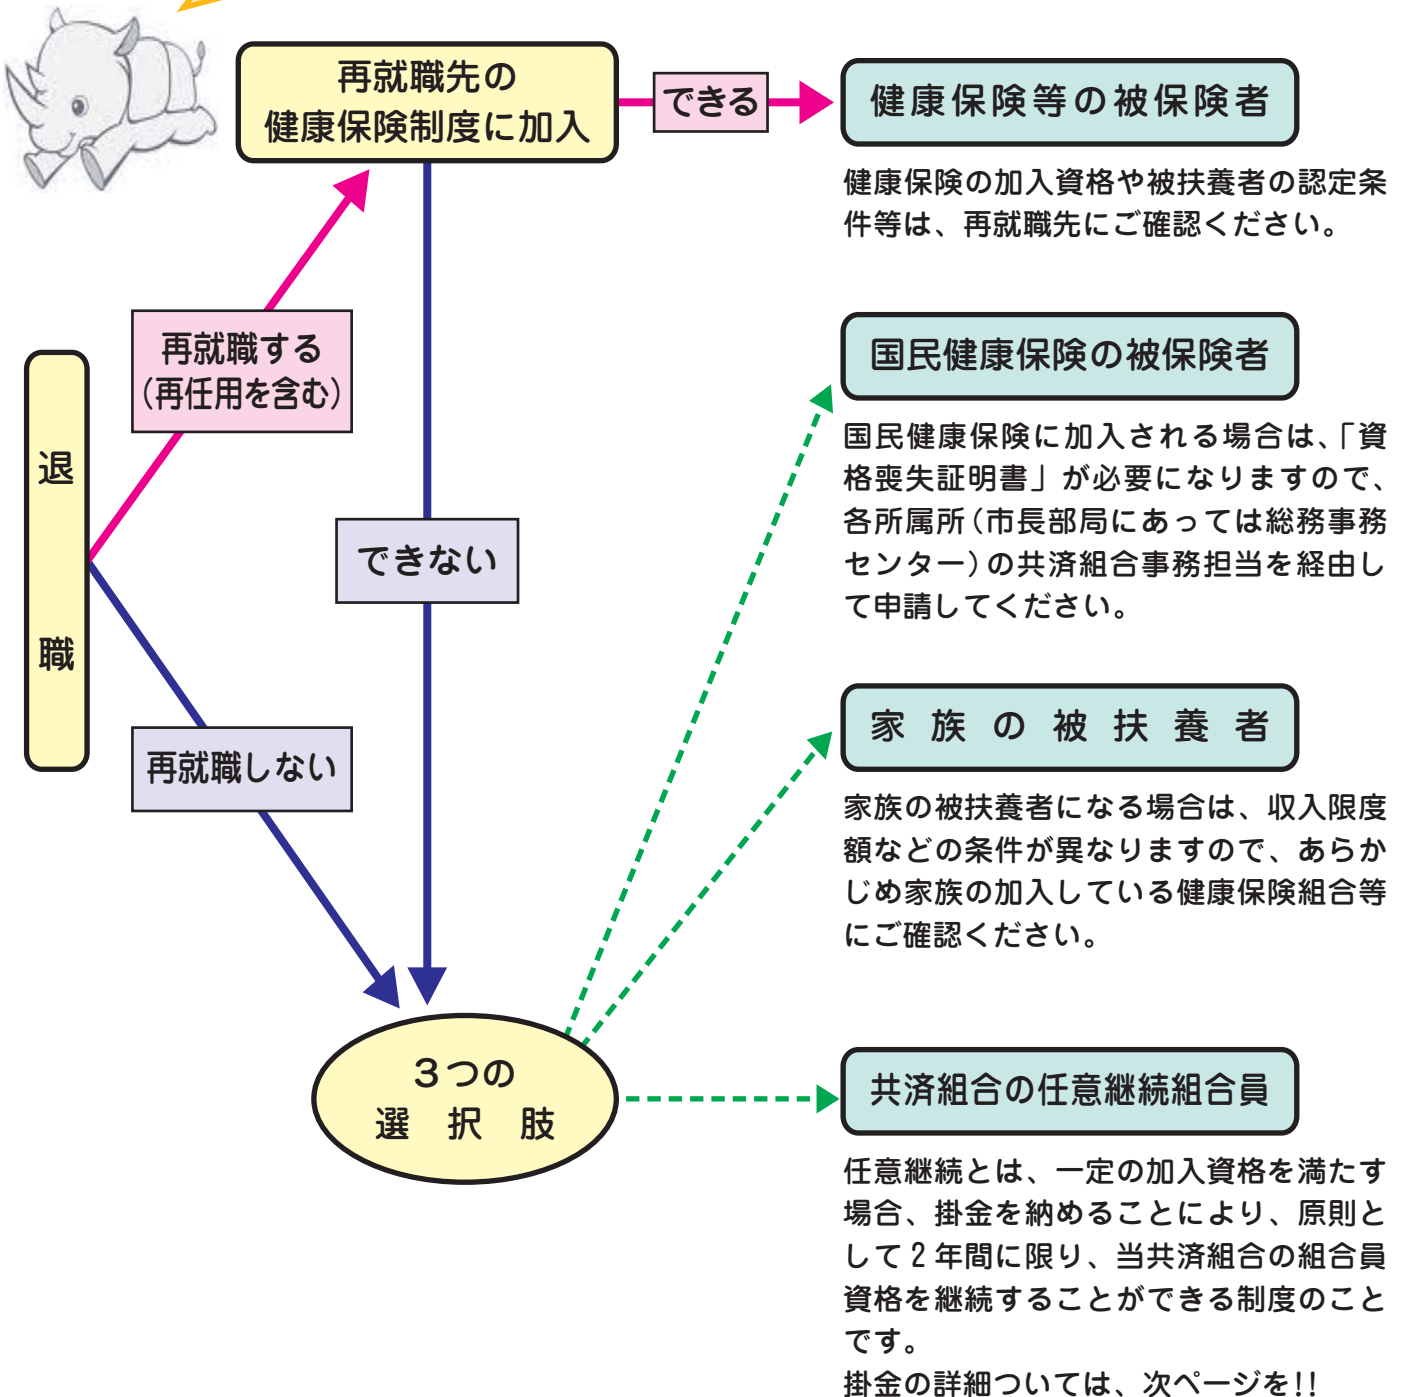 再就職先の
健康保険制度に加入
できる
健康保険等の被保険者
健康保険の加入資格や被扶養者の認定条
件等は、再就職先にご確認ください。
再就職する
(再任用を含む)
退職
できない
再就職しない
国民健康保険の被保険者
国民健康保険に加入される場合は、「資
格喪失証明書」が必要になりますので、
各所属所(市長部局にあっては総務事務
センター)の共済組合事務担当を経由し
て申請してください。
家族の被扶養者
家族の被扶養者になる場合は、収入限度
額などの条件が異なりますので、あらか
じめ家族の加入している健康保険組合等
にご確認ください。
3つの
選択肢
共済組合の任意継続組合員
任意継続とは、一定の加入資格を満たす
場合、掛金を納めることにより、原則と
して2年間に限り、当共済組合の組合員
資格を継続することができる制度のこと
です。
掛金の詳細ついては、次ページを!!